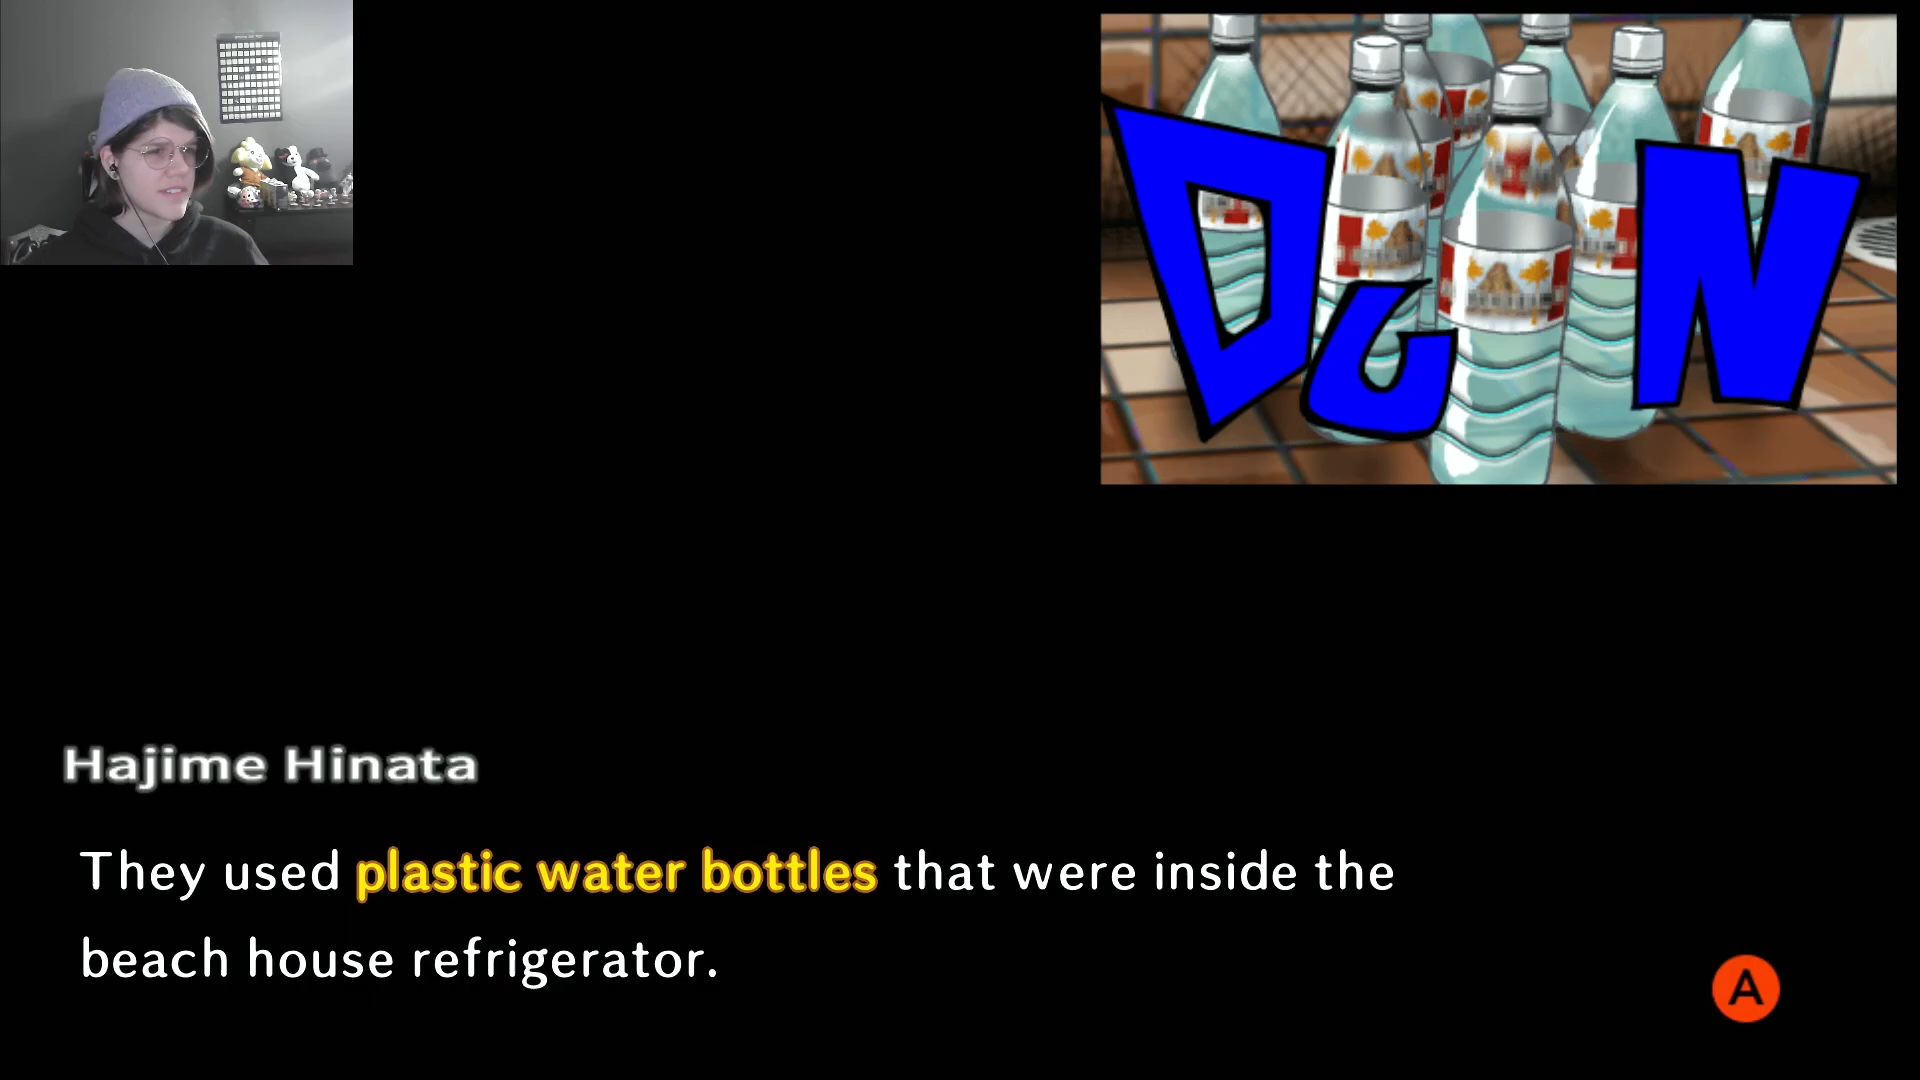 DUN
Hajime Hinata
They used plastic water bottles that were inside the
beach house refrigerator.
A